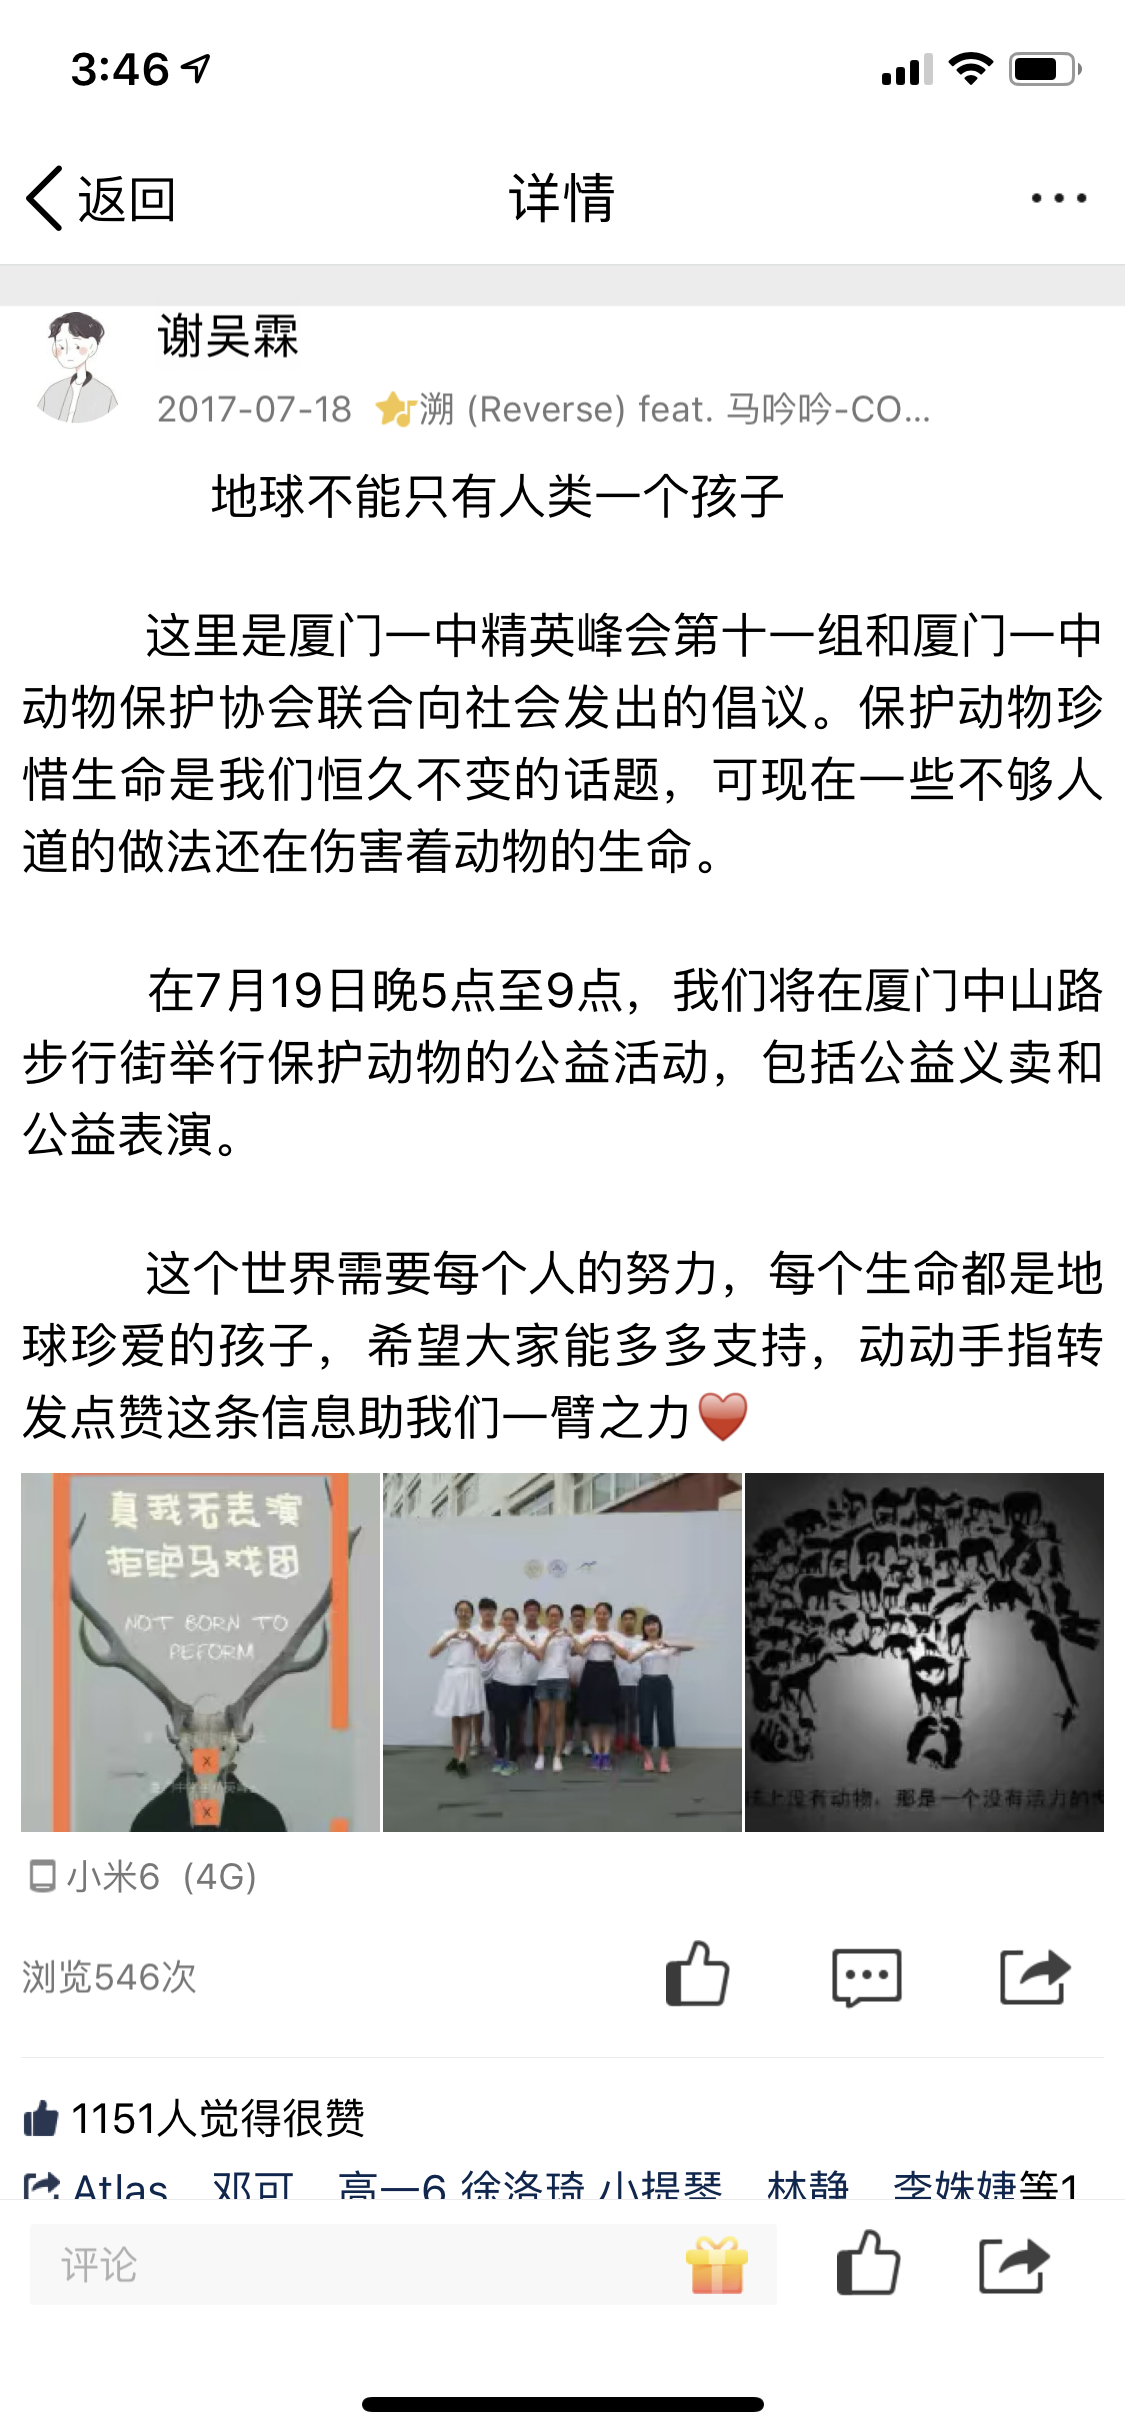 3:46
返回
详情
谢吴霖
2017-07-18 溯 (Reverse) feat. 马吟吟-CO...
地球不能只有人类一个孩子
这里是厦门一中精英峰会第十一组和厦门一中
动物保护协会联合向社会发出的倡议。保护动物珍
惜生命是我们恒久不变的话题，可现在一些不够人
道的做法还在伤害着动物的生命。
在7月19日晚5点至9点，我们将在厦门中山路
步行街举行保护动物的公益活动，包括公益义卖和
公益表演。
这个世界需要每个人的努力，每个生命都是地
球珍爱的孩子，希望大家能多多支持，动动手指转
发点赞这条信息助我们一臂之力❤️
真我无表演
拒绝马戏团
NOT BORN TO
PEFORM
X
X
上没有动物，那是一个没有活力的
小米6 (4G)
浏览546次
1151人觉得很赞
Atlas 邓可 高一6 徐洛琦 小提琴 林静 李姝婕等1
评论